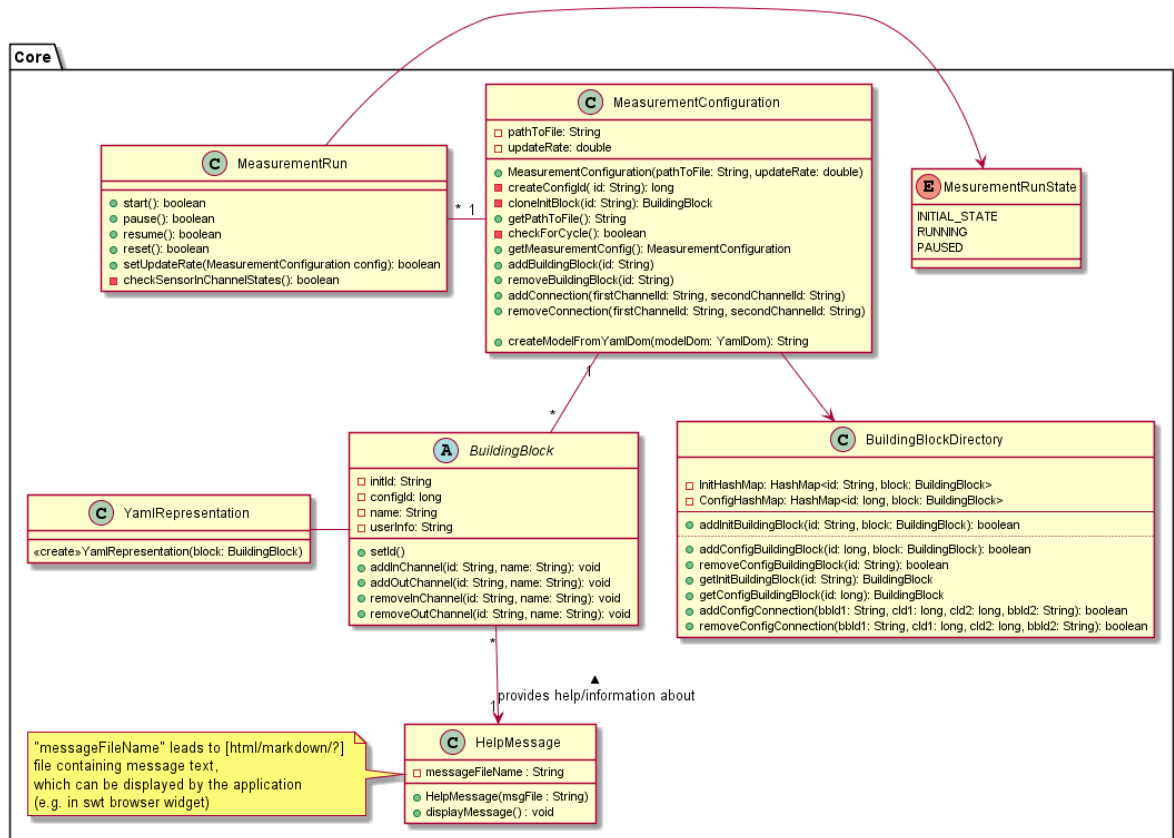 Core
C MeasurementConfiguration
pathToFile: String
updateRate: double
MeasurementConfiguration(pathToFile: String, updateRate: double)
createConfigId( id: String): long
cloneInitBlock(id: String): BuildingBlock
getPathToFile(): String
checkForCycle(): boolean
getMeasurementConfig(): MeasurementConfiguration
addBuildingBlock(id: String)
removeBuildingBlock(id: String)
addConnection(firstChannelId: String, secondChannelId: String)
removeConnection(firstChannelId: String, secondChannelId: String)
createModelFromYamlDom(modelDom: YamlDom): String
C MeasurementRun
start(): boolean
pause(): boolean
resume(): boolean
reset(): boolean
setUpdateRate(MeasurementConfiguration config): boolean
checkSensorInChannelStates(): boolean
* 1
E MesurementRunState
INITIAL_STATE
RUNNING
PAUSED
1
*
A BuildingBlock
initId: String
configId: long
name: String
userInfo: String
setId()
addInChannel(id: String, name: String): void
addOutChannel(id: String, name: String): void
removeInChannel(id: String, name: String): void
removeOutChannel(id: String, name: String): void
C BuildingBlockDirectory
InitHashMap: HashMap<id: String, block: BuildingBlock>
ConfigHashMap: HashMap<id: long, block: BuildingBlock>
addInitBuildingBlock(id: String, block: BuildingBlock): boolean
addConfigBuildingBlock(id: long, block: BuildingBlock): boolean
removeConfigBuildingBlock(id: String): boolean
getInitBuildingBlock(id: String): BuildingBlock
getConfigBuildingBlock(id: long): BuildingBlock
addConfigConnection(bbId1: String, cId1: long, cId2: long, bbId2: String): boolean
removeConfigConnection(bbId1: String, cId1: long, cId2: long, bbId2: String): boolean
C YamlRepresentation
«create»YamlRepresentation(block: BuildingBlock)
*
provides help/information about
1
C HelpMessage
messageFileName : String
HelpMessage(msgFile : String)
displayMessage() : void
"messageFileName" leads to [html/markdown/?]
file containing message text,
which can be displayed by the application
(e.g. in swt browser widget)